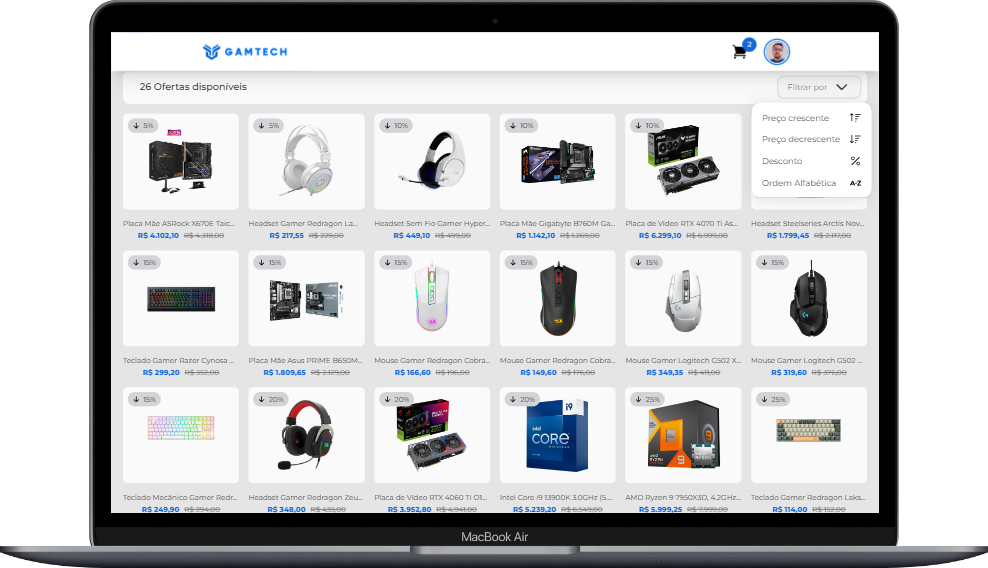 GAMTECH
2
26 Ofertas disponíveis
Filtrar por
Preço crescente
Preço decrescente
Desconto
Ordem Alfabética A-Z
5%
5%
10%
10%
10%
Placa Mãe ASRock X670E Taic...
Headset Gamer Redragon La...
Headset Sem Fio Gamer Hyper...
Placa Mãe Gigabyte B760M Ga...
Placa de Vídeo RTX 4070 TI As...
Headset Steelseries Arctis Nov...
R$ 4.102,10 R$ 4.318,00
R$ 217,55 R$ 229,00
R$ 449,10 R$ 499,00
R$ 1.142,10 R$ 1.269,00
R$ 6.299,10 R$ 6.999,00
R$ 1.799,45 R$ 2.117,00
15%
15%
15%
15%
15%
15%
Teclado Gamer Razer Cynosa ...
Placa Mãe Asus PRIME B650M...
Mouse Gamer Redragon Cobra...
Mouse Gamer Redragon Cobra...
Mouse Gamer Logitech G502 X...
Mouse Gamer Logitech G502 ...
R$ 299,20 R$ 352,00
R$ 1.809,65 R$ 2.129,00
R$ 166,60 R$ 196,00
R$ 149,60 R$ 176,00
R$ 349,35 R$ 411,00
R$ 319,60 R$ 376,00
15%
20%
20%
20%
25%
25%
i9
intel
CORE
RYZEN
9
Teclado Mecânico Gamer Redr...
Headset Gamer Redragon Zeu...
Placa de Vídeo RTX 4060 TI O1...
Intel Core I9 13900K 3.0GHz (5....
AMD Ryzen 9 7950X3D, 4.2GHz...
Teclado Gamer Redragon Laks...
R$ 249,90 R$ 294,00
R$ 348,00 R$ 435,00
R$ 3.952,80 R$ 4.941,00
R$ 5.239,20 R$ 6.549,00
R$ 5.999,25 R$ 7.999,00
R$ 114,00 R$ 152,00
MacBook Air